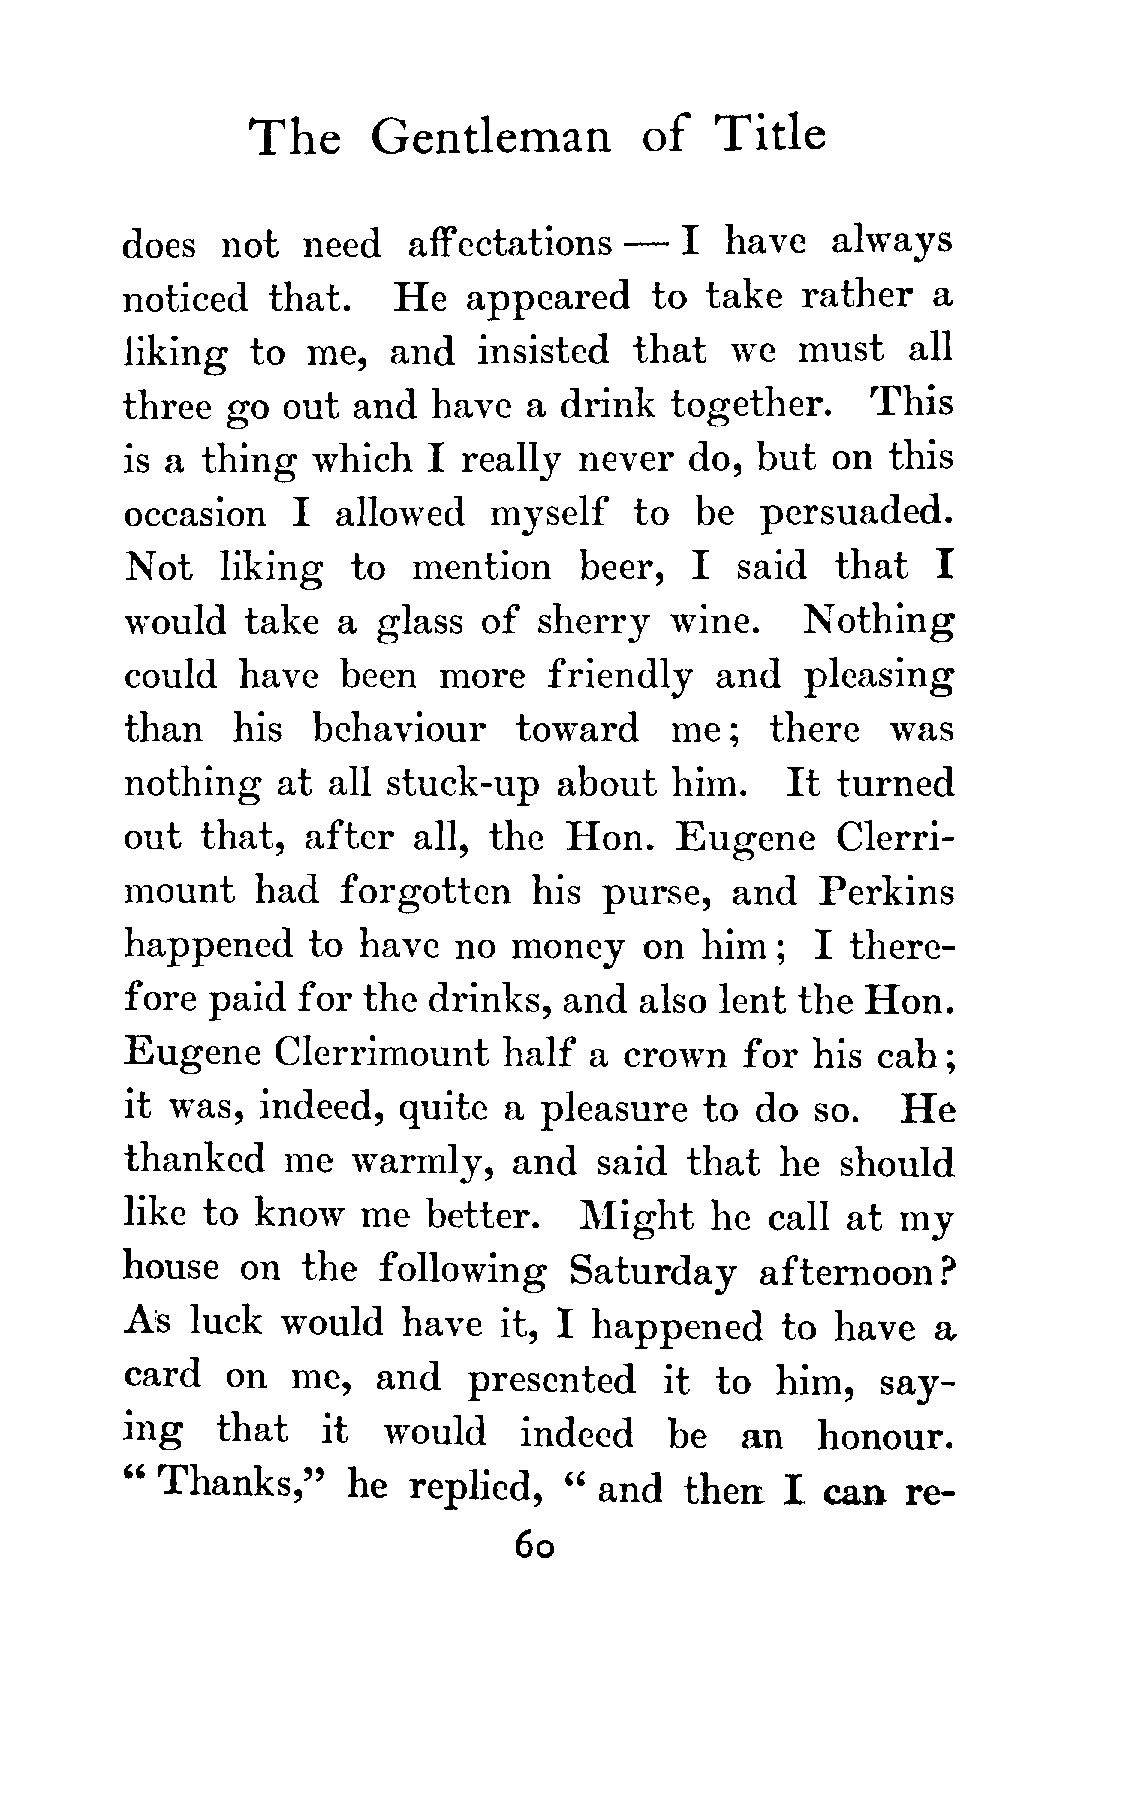 The Gentleman of Title
does not need affectations — I have always
noticed that. He appeared to take rather a
liking to me, and insisted that we must all
three go out and have a drink together. This
is a thing which I really never do, but on this
occasion I allowed myself to be persuaded.
Not liking to mention beer, I said that I
would take a glass of sherry wine. Nothing
could have been more friendly and pleasing
than his behaviour toward me; there was
nothing at all stuck-up about him. It turned
out that, after all, the Hon. Eugene Clerri-
mount had forgotten his purse, and Perkins
happened to have no money on him; I there-
fore paid for the drinks, and also lent the Hon.
Eugene Clerrimount half a crown for his cab;
it was, indeed, quite a pleasure to do so. He
thanked me warmly, and said that he should
like to know me better. Might he call at my
house on the following Saturday afternoon?
As luck would have it, I happened to have a
card on me, and presented it to him, say-
ing that it would indeed be an honour.
“ Thanks,” he replied, “ and then I can re-
60